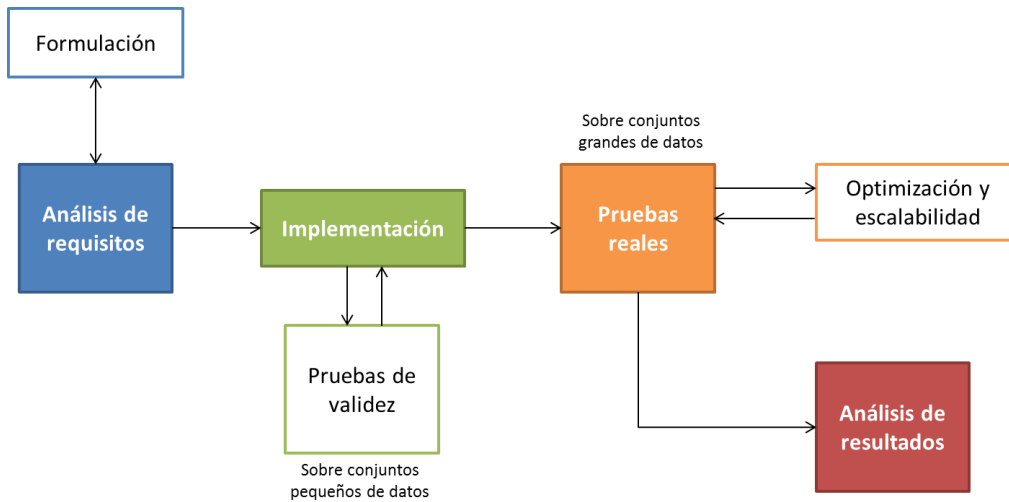 Formulación
Análisis de
requisitos
Implementación
Pruebas de
validez
Sobre conjuntos
pequeños de datos
Sobre conjuntos
grandes de datos
Pruebas
reales
Optimización y
escalabilidad
Análisis de
resultados